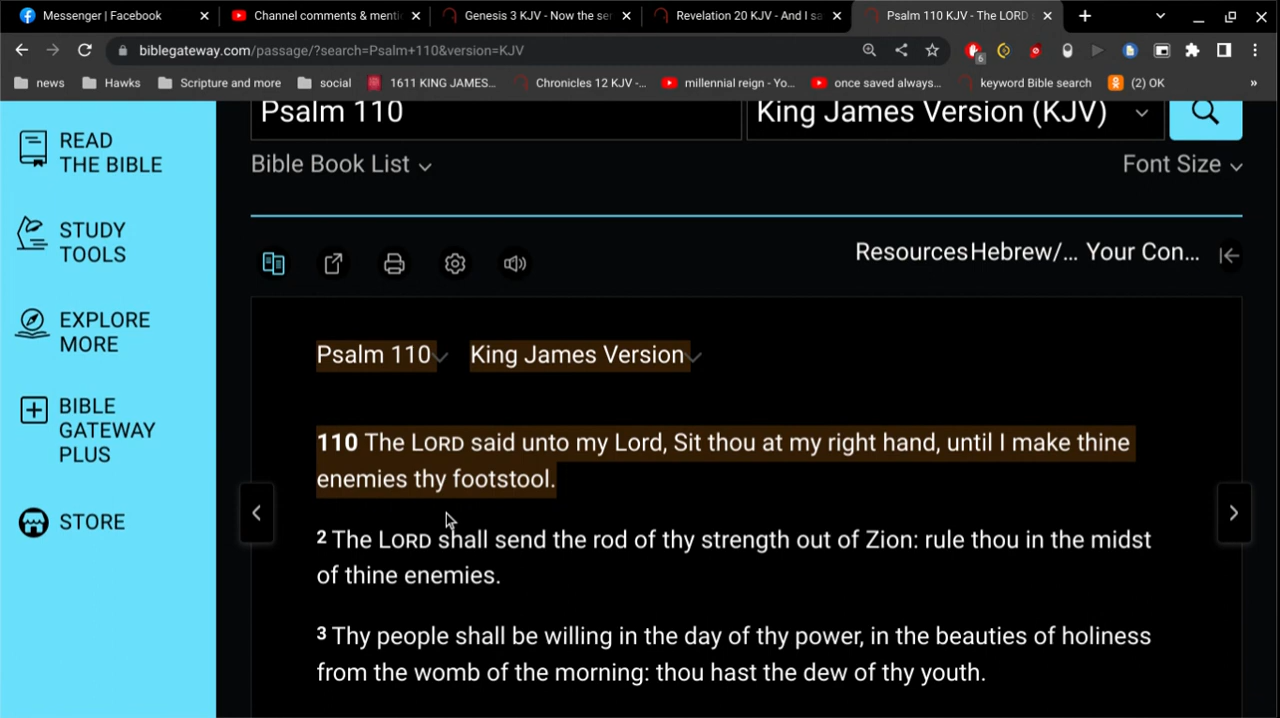 Messenger | Facebook
Channel comments & menti
Genesis 3 KJV - Now the ser
Revelation 20 KJV - And I sa
Psalm 110 KJV - The LORD
biblegateway.com/passage/?search=Psalm+110&version=KJV
6
news
Hawks
Scripture and more
social
1611 KING JAMES...
Chronicles 12 KJV -...
millennial reign - Yo...
once saved always...
keyword Bible search
(2) OK
»
Psalm 110
King James Version (KJV)
READ
THE BIBLE
Bible Book List
Font Size
STUDY
TOOLS
Resources
Hebrew/...
Your Con...
EXPLORE
MORE
Psalm 110
King James Version
BIBLE
GATEWAY
PLUS
STORE
110 The LORD said unto my Lord, Sit thou at my right hand, until I make thine
enemies thy footstool.
2 The LORD shall send the rod of thy strength out of Zion: rule thou in the midst
of thine enemies.
3 Thy people shall be willing in the day of thy power, in the beauties of holiness
from the womb of the morning: thou hast the dew of thy youth.